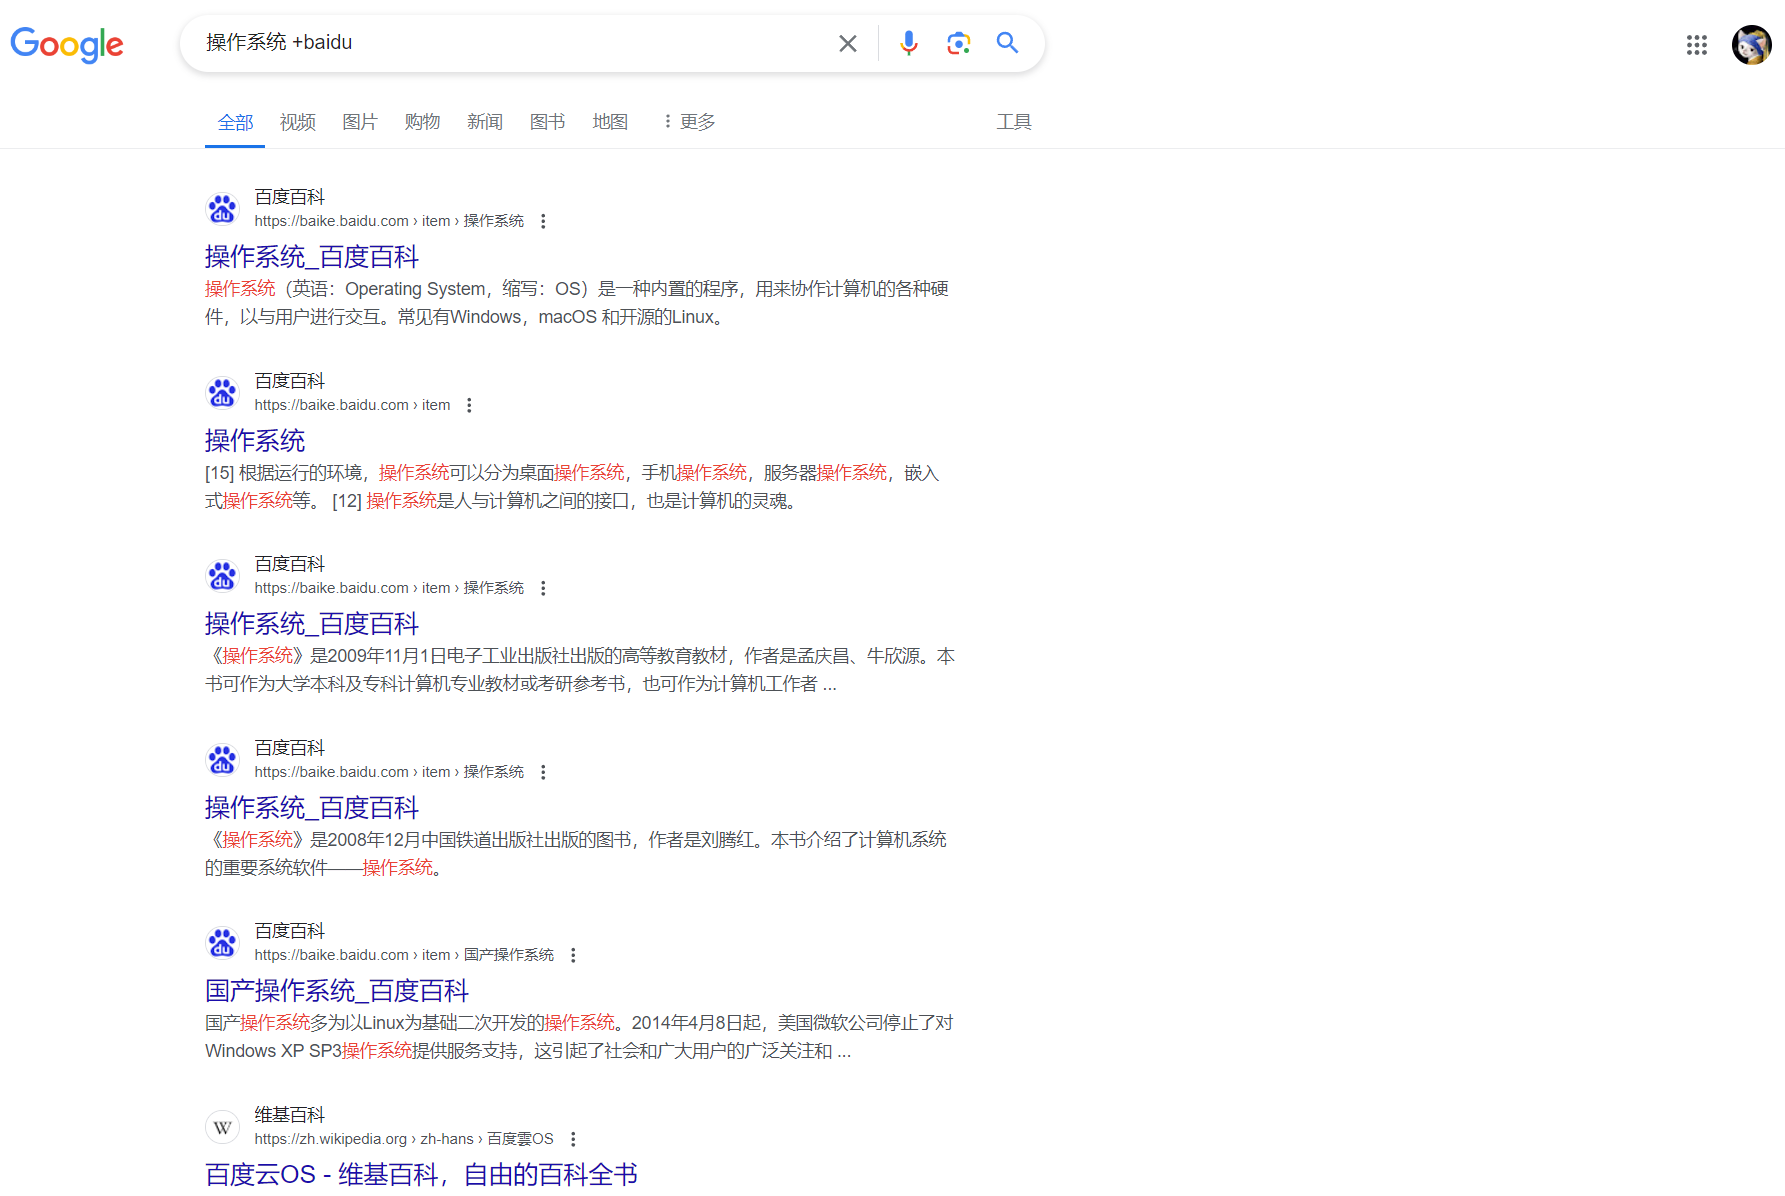 Google
操作系统 +baidu
全部 视频 图片 购物 新闻 图书 地图 更多 工具
百度百科
https://baike.baidu.com › item › 操作系统
操作系统_百度百科
操作系统（英语：Operating System，缩写：OS）是一种内置的程序，用来协作计算机的各种硬
件，以与用户进行交互。常见有Windows，macOS 和开源的Linux。
百度百科
https://baike.baidu.com › item
操作系统
[15] 根据运行的环境，操作系统可以分为桌面操作系统，手机操作系统，服务器操作系统，嵌入
式操作系统等。 [12] 操作系统是人与计算机之间的接口，也是计算机的灵魂。
百度百科
https://baike.baidu.com › item › 操作系统
操作系统_百度百科
《操作系统》是2009年11月1日电子工业出版社出版的高等教育教材，作者是孟庆昌、牛欣源。本
书可作为大学本科及专科计算机专业教材或考研参考书，也可作为计算机工作者 ...
百度百科
https://baike.baidu.com › item › 操作系统
操作系统_百度百科
《操作系统》是2008年12月中国铁道出版社出版的图书，作者是刘腾红。本书介绍了计算机系统
的重要系统软件——操作系统。
百度百科
https://baike.baidu.com › item › 国产操作系统
国产操作系统_百度百科
国产操作系统多为以Linux为基础二次开发的操作系统。2014年4月8日起，美国微软公司停止了对
Windows XP SP3操作系统提供服务支持，这引起了社会和广大用户的广泛关注和 ...
维基百科
https://zh.wikipedia.org › zh-hans › 百度雲OS
百度云OS - 维基百科，自由的百科全书